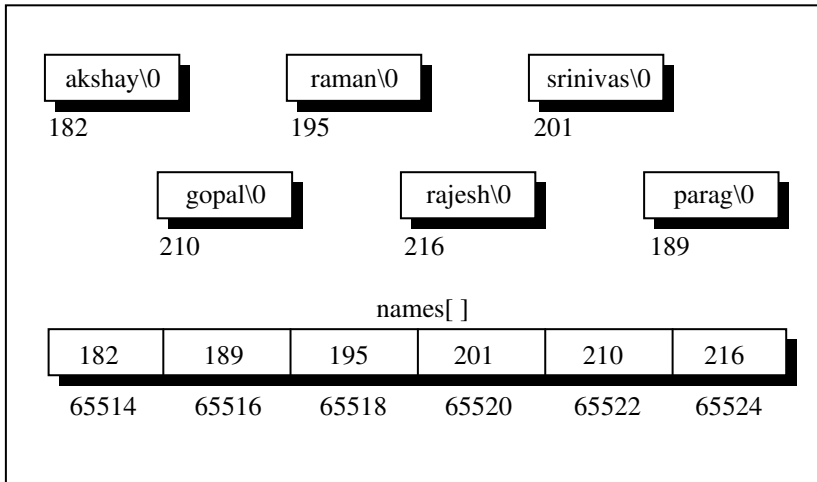 akshay\0 raman\0 srinivas\0
182 195 201
gopal\0 rajesh\0 parag\0
210 216 189
names[ ]
182 189 195 201 210 216
65514 65516 65518 65520 65522 65524